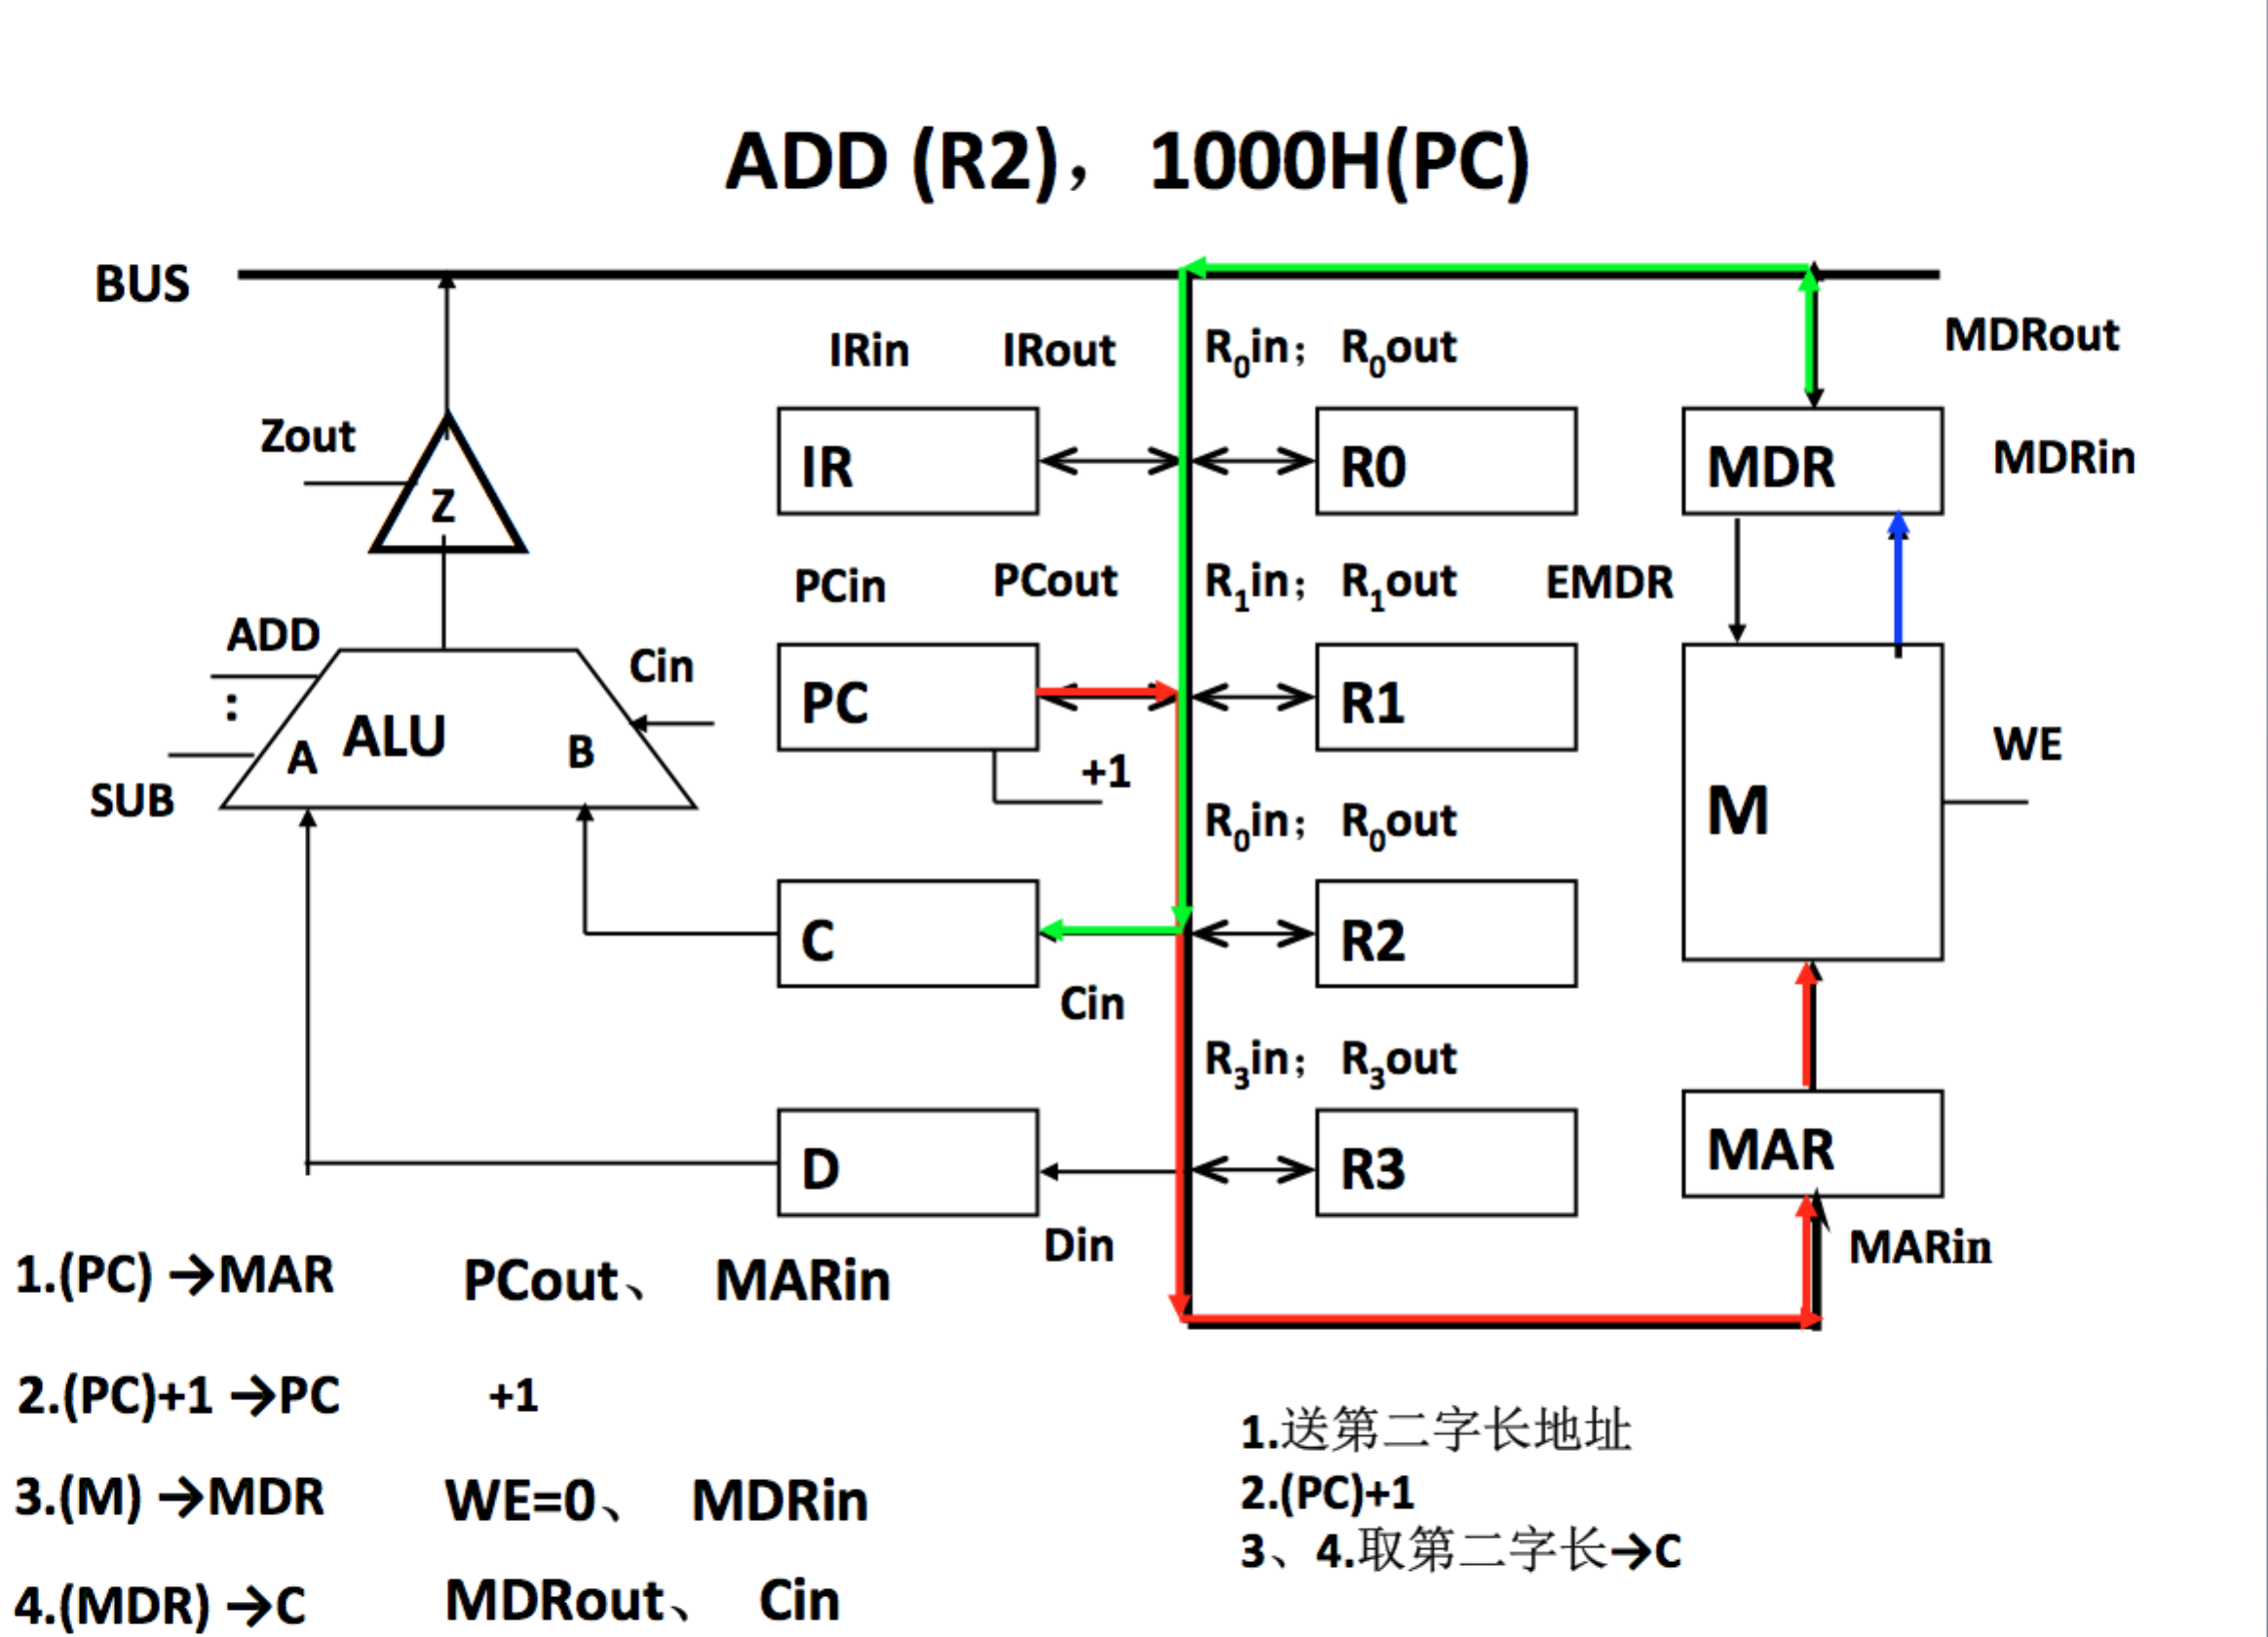 ADD (R2)， 1000H(PC)
BUS
IRin IRout R0in； R0out MDRout
Zout
IR R0 MDR MDRin
Z
PCin PCout R1in； R1out EMDR
ADD Cin
:
PC R1
A ALU B
+1
WE
SUB
M
R0in； R0out
C R2
Cin
R3in； R3out
D R3 MAR
Din MARin
1.(PC) →MAR PCout、 MARin
2.(PC)+1 →PC +1
3.(M) →MDR WE=0、 MDRin
4.(MDR) →C MDRout、 Cin
1.送第二字长地址
2.(PC)+1
3、4.取第二字长→C